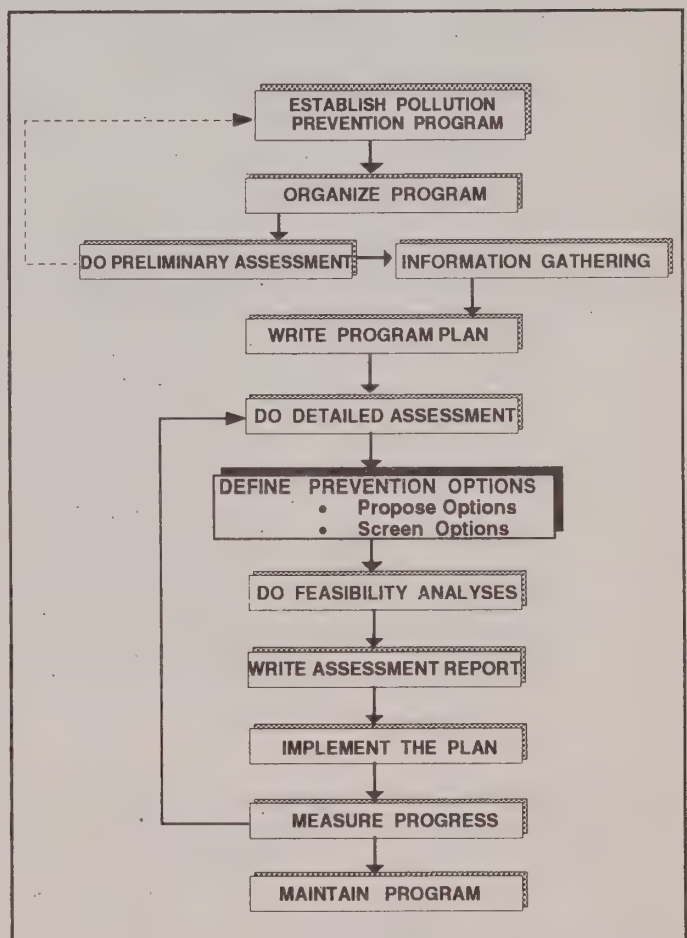 ESTABLISH POLLUTION
PREVENTION PROGRAM
ORGANIZE PROGRAM
DO PRELIMINARY ASSESSMENT
INFORMATION GATHERING
WRITE PROGRAM PLAN
DO DETAILED ASSESSMENT
DEFINE PREVENTION OPTIONS
• Propose Options
• Screen Options
DO FEASIBILITY ANALYSES
WRITE ASSESSMENT REPORT
IMPLEMENT THE PLAN
MEASURE PROGRESS
MAINTAIN PROGRAM